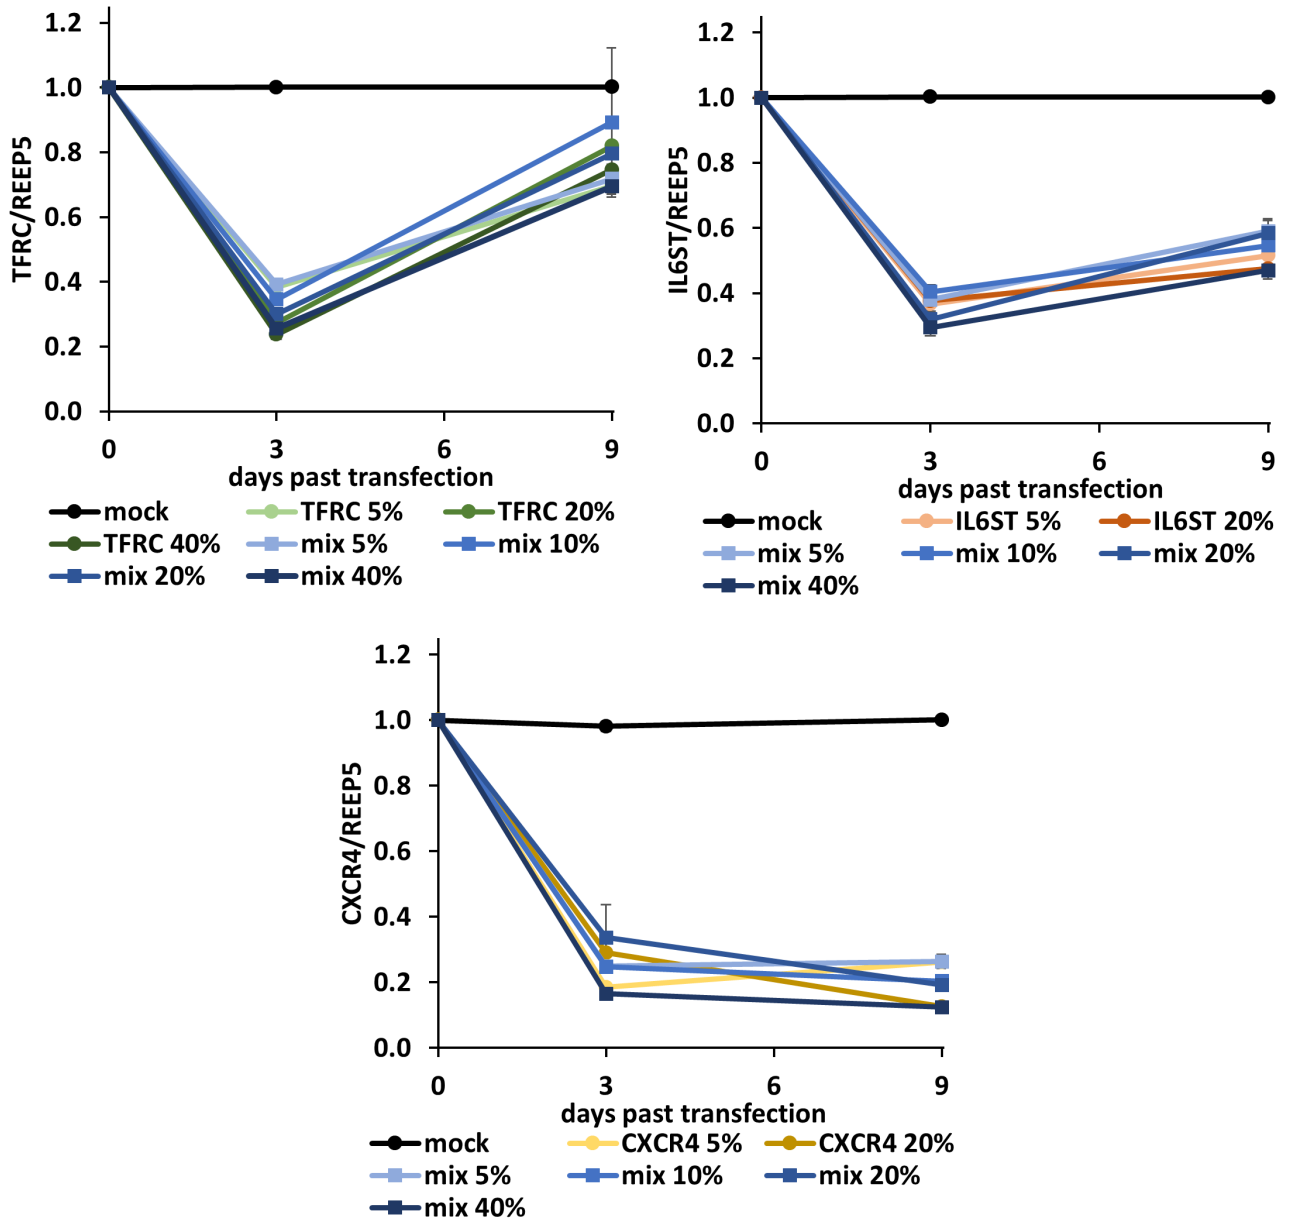 1.2
1.0
0.8
0.6
0.4
0.2
0.0
TFRC/REEP5
0 3 6 9
days past transfection
mock TFRC 5% TFRC 20%
TFRC 40% mix 5% mix 10%
mix 20% mix 40%
1.2
1.0
0.8
0.6
0.4
0.2
0.0
IL6ST/REEP5
0 3 6 9
days past transfection
mock IL6ST 5% IL6ST 20%
mix 5% mix 10% mix 20%
mix 40%
1.2
1.0
0.8
0.6
0.4
0.2
0.0
CXCR4/REEP5
0 3 6 9
days past transfection
mock CXCR4 5% CXCR4 20%
mix 5% mix 10% mix 20%
mix 40%